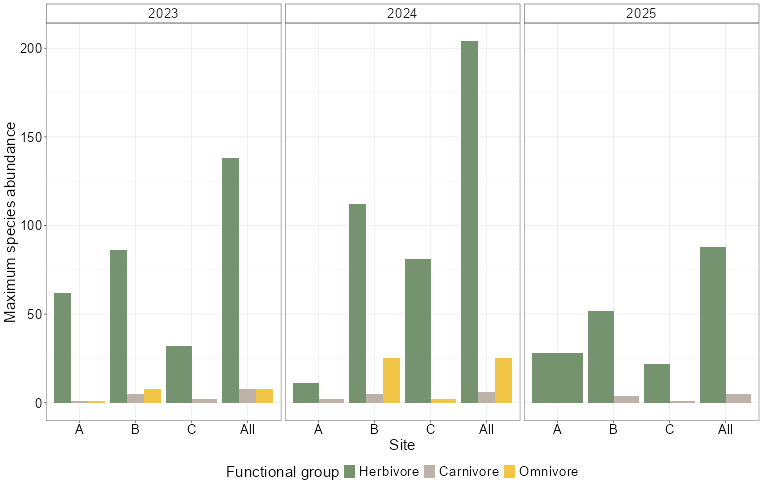 2023 2024 2025
Maximum species abundance
200
150
100
50
0
A B C All A B C All A B C All
Site
Functional group Herbivore Carnivore Omnivore